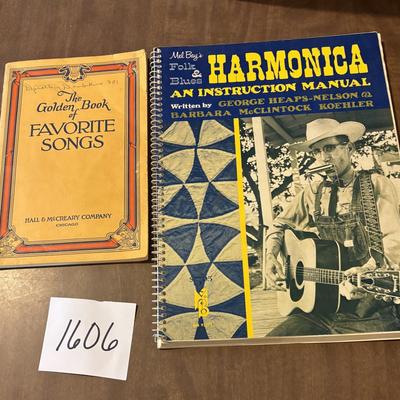 The
Golden Book
of
FAVORITE
SONGS
HALL & McCREARY COMPANY
CHICAGO
Mel Bay's
Folk
&
Blues
HARMONICA
AN INSTRUCTION MANUAL
Written by GEORGE HEAPS-NELSON &
BARBARA McCLINTOCK KOEHLER
1606